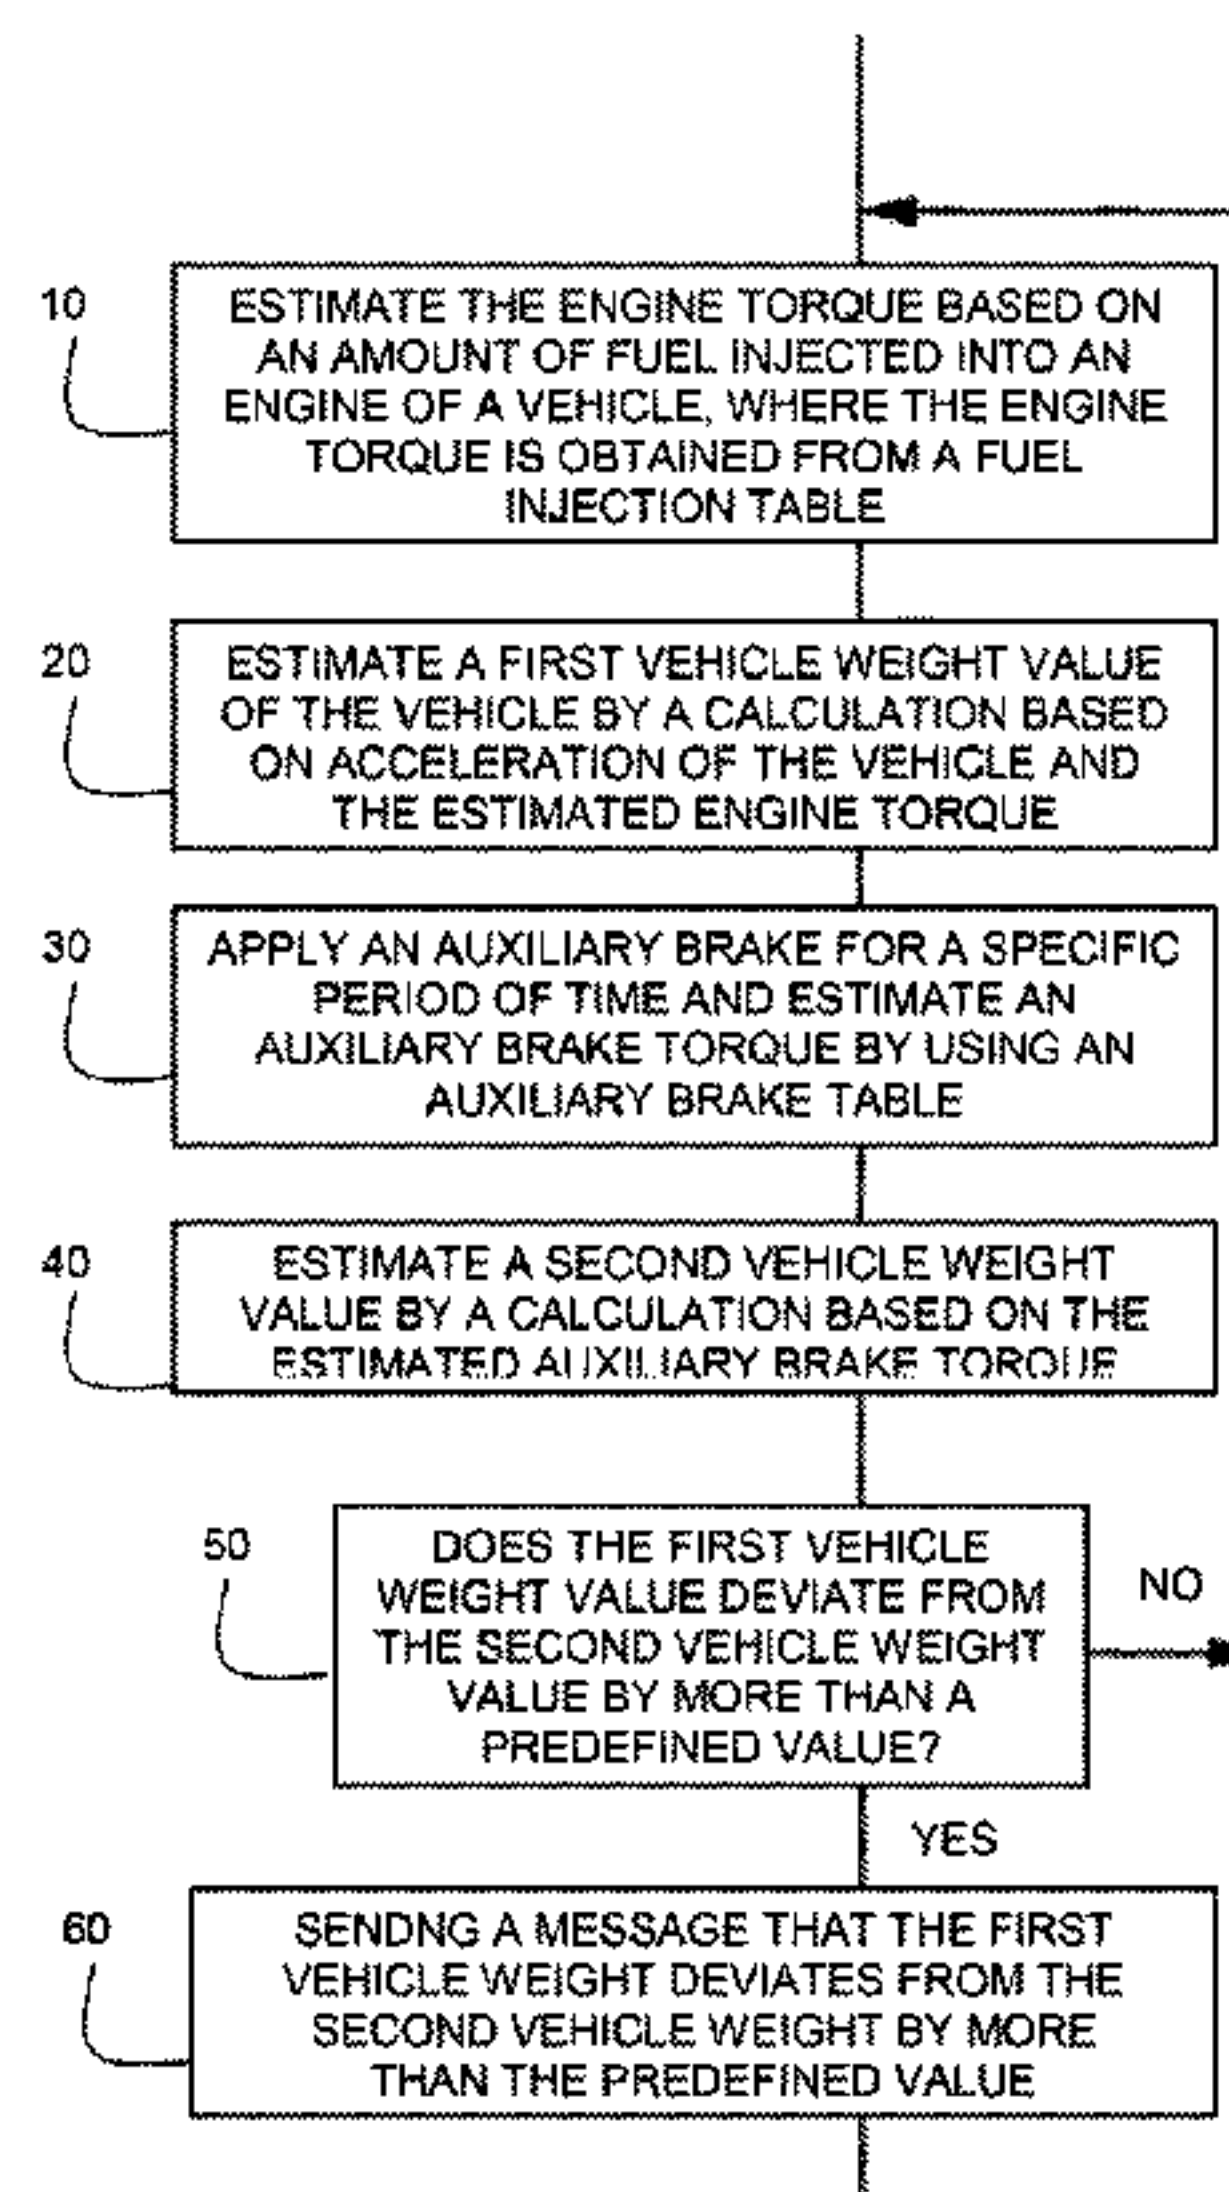 10
ESTIMATE THE ENGINE TORQUE BASED ON
AN AMOUNT OF FUEL INJECTED INTO AN
ENGINE OF A VEHICLE, WHERE THE ENGINE
TORQUE IS OBTAINED FROM A FUEL
INJECTION TABLE
20
ESTIMATE A FIRST VEHICLE WEIGHT VALUE
OF THE VEHICLE BY A CALCULATION BASED
ON ACCELERATION OF THE VEHICLE AND
THE ESTIMATED ENGINE TORQUE
30
APPLY AN AUXILIARY BRAKE FOR A SPECIFIC
PERIOD OF TIME AND ESTIMATE AN
AUXILIARY BRAKE TORQUE BY USING AN
AUXILIARY BRAKE TABLE
40
ESTIMATE A SECOND VEHICLE WEIGHT
VALUE BY A CALCULATION BASED ON THE
ESTIMATED AUXILIARY BRAKE TORQUE
50
DOES THE FIRST VEHICLE
WEIGHT VALUE DEVIATE FROM
THE SECOND VEHICLE WEIGHT
VALUE BY MORE THAN A
PREDEFINED VALUE?
NO
YES
60
SENDNG A MESSAGE THAT THE FIRST
VEHICLE WEIGHT DEVIATES FROM THE
SECOND VEHICLE WEIGHT BY MORE
THAN THE PREDEFINED VALUE